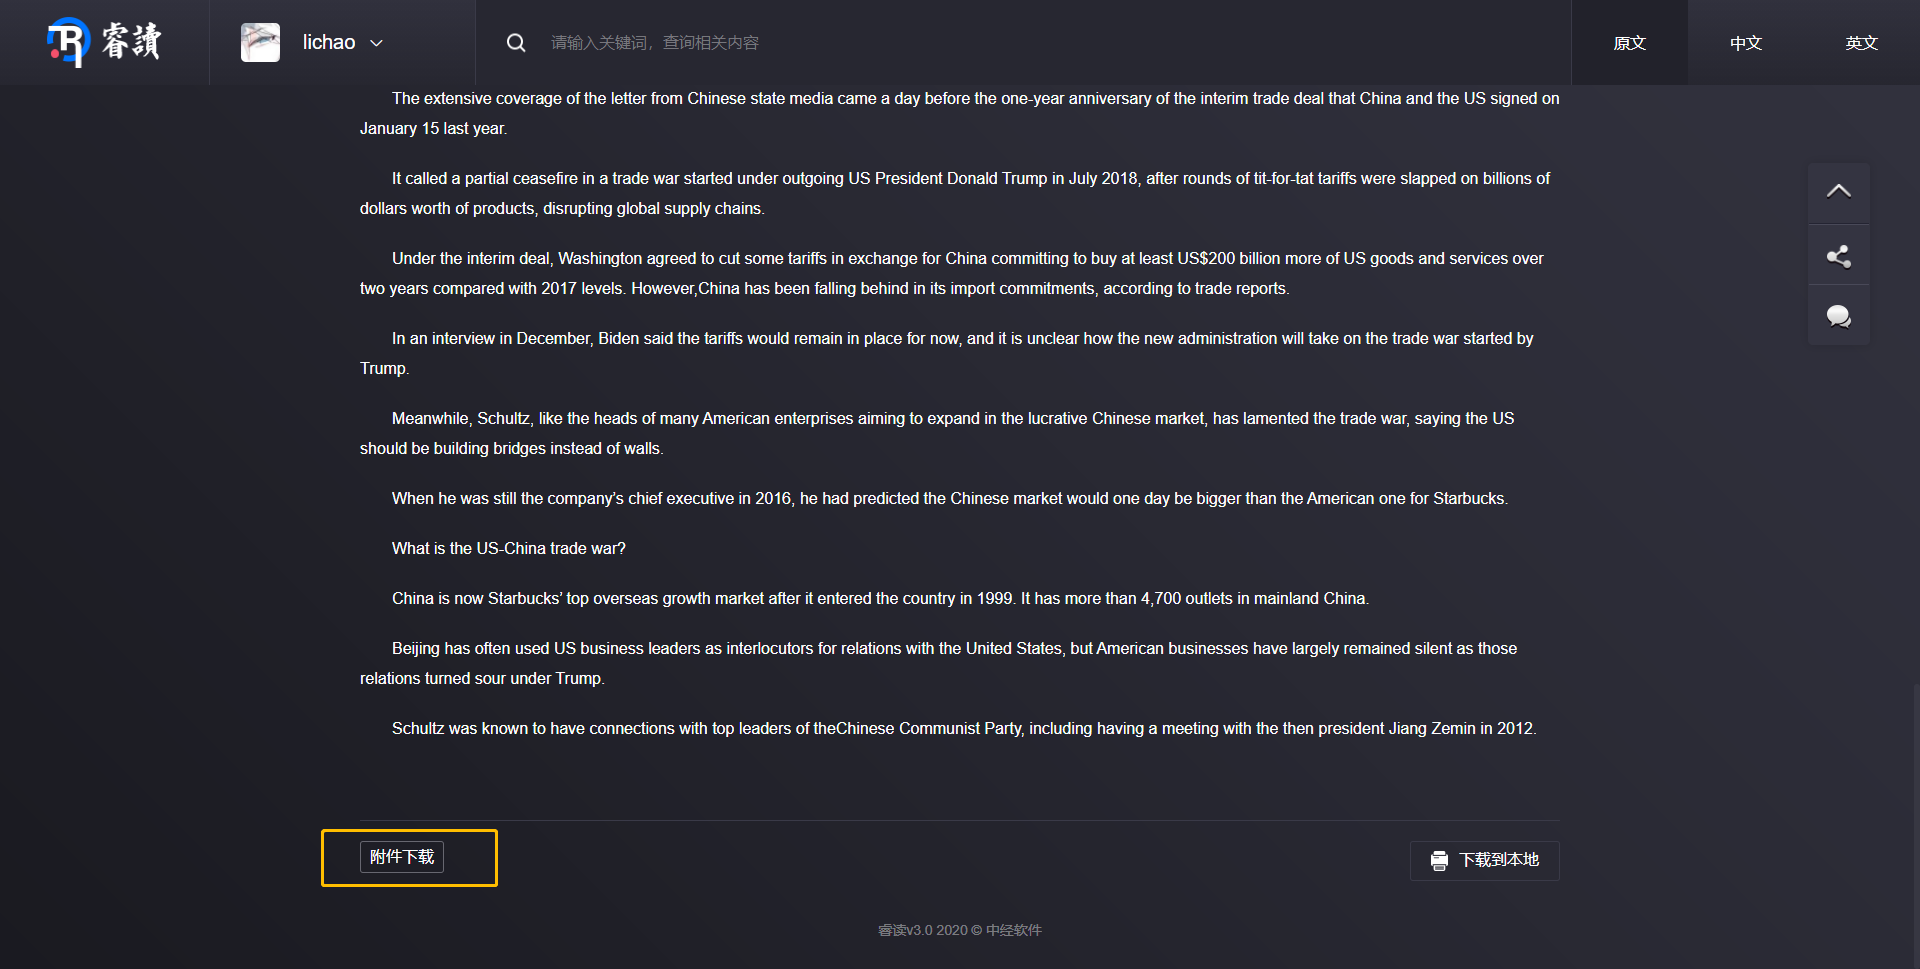 睿讀
lichao
请输入关键词，查询相关内容
原文
中文
英文
The extensive coverage of the letter from Chinese state media came a day before the one-year anniversary of the interim trade deal that China and the US signed on
January 15 last year.
It called a partial ceasefire in a trade war started under outgoing US President Donald Trump in July 2018, after rounds of tit-for-tat tariffs were slapped on billions of
dollars worth of products, disrupting global supply chains.
Under the interim deal, Washington agreed to cut some tariffs in exchange for China committing to buy at least US$200 billion more of US goods and services over
two years compared with 2017 levels. However,China has been falling behind in its import commitments, according to trade reports.
In an interview in December, Biden said the tariffs would remain in place for now, and it is unclear how the new administration will take on the trade war started by
Trump.
Meanwhile, Schultz, like the heads of many American enterprises aiming to expand in the lucrative Chinese market, has lamented the trade war, saying the US
should be building bridges instead of walls.
When he was still the company’s chief executive in 2016, he had predicted the Chinese market would one day be bigger than the American one for Starbucks.
What is the US-China trade war?
China is now Starbucks’ top overseas growth market after it entered the country in 1999. It has more than 4,700 outlets in mainland China.
Beijing has often used US business leaders as interlocutors for relations with the United States, but American businesses have largely remained silent as those
relations turned sour under Trump.
Schultz was known to have connections with top leaders of theChinese Communist Party, including having a meeting with the then president Jiang Zemin in 2012.
附件下载
下载到本地
睿读v3.0 2020 © 中经软件